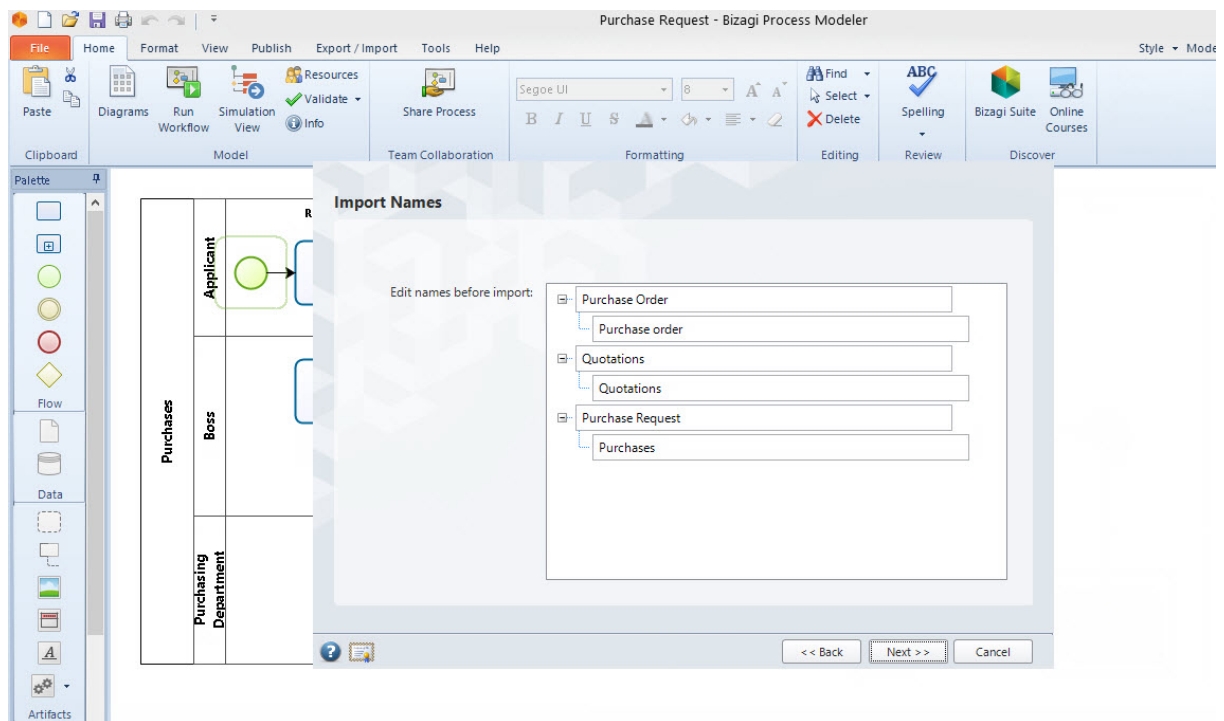 Purchase Request - Bizagi Process Modeler
File Home Format View Publish Export / Import Tools Help Style Mode
Paste
Clipboard
Diagrams
Run Workflow
Simulation View
Resources
Validate
Info
Model
Share Process
Team Collaboration
Segoe UI 8 A A
B I U S A
Formatting
Find
Select
Delete
Editing
ABC
Spelling
Review
Bizagi Suite
Online Courses
Discover
Palette
Flow
Data
A
Artifacts
Purchases
Applicant
Boss
Purchasing
Department
R
Import Names
Edit names before import:
Purchase Order
Purchase order
Quotations
Quotations
Purchase Request
Purchases
?
<< Back Next >> Cancel